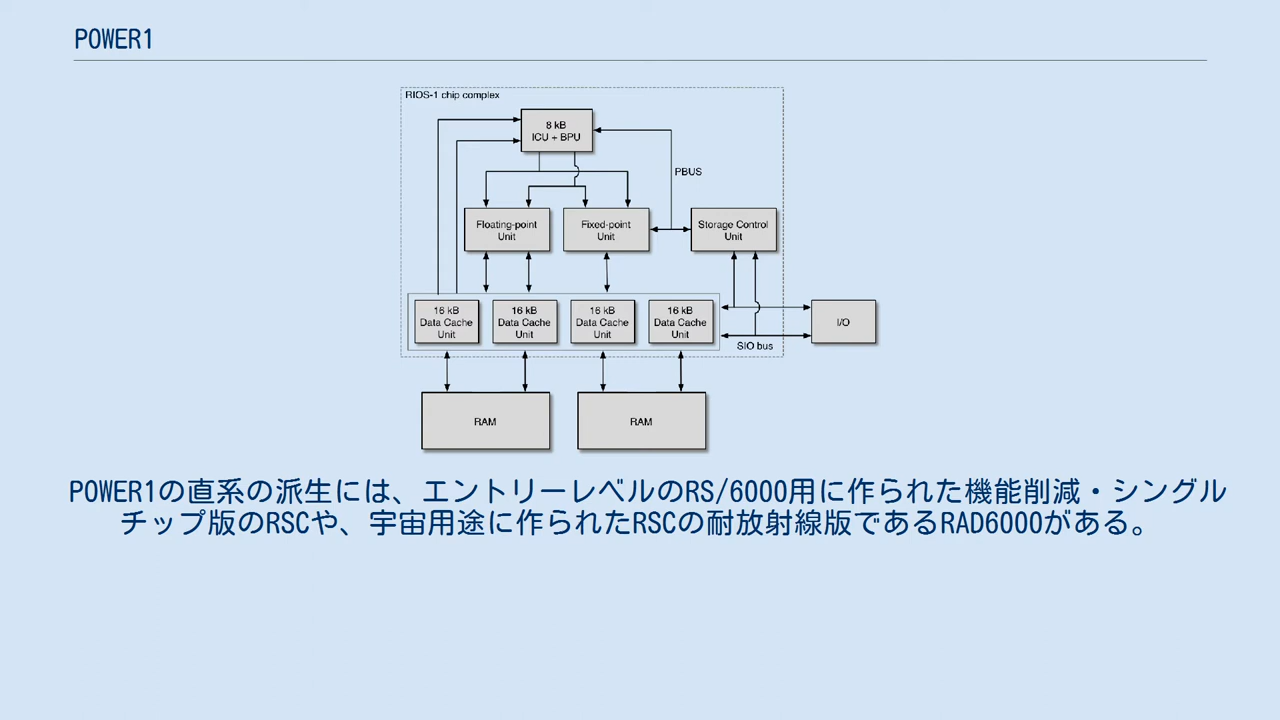 POWER1
RIOS-1 chip complex
8 kB
ICU + BPU
PBUS
Floating-point
Unit
Fixed-point
Unit
Storage Control
Unit
16 kB
Data Cache
Unit
16 kB
Data Cache
Unit
16 kB
Data Cache
Unit
16 kB
Data Cache
Unit
I/O
SIO bus
RAM
RAM
POWER1の直系の派生には、エントリーレベルのRS/6000用に作られた機能削減・シングル
チップ版のRSCや、宇宙用途に作られたRSCの耐放射線版であるRAD6000がある。